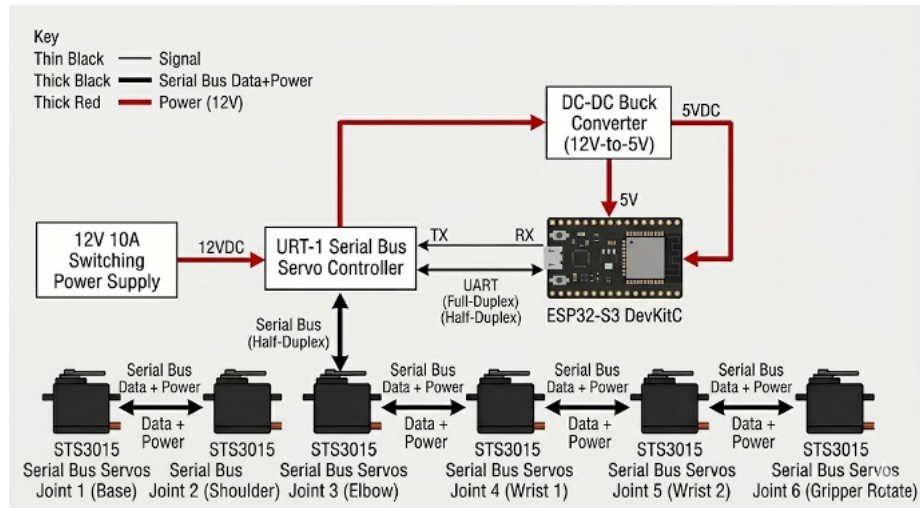 Key
Thin Black Signal
Thick Black Serial Bus Data+Power
Thick Red Power (12V)
DC-DC Buck
Converter
(12V-to-5V)
5VDC
5V
12V 10A
Switching
Power Supply
12VDC
URT-1 Serial Bus
Servo Controller
TX
RX
UART
(Full-Duplex)
(Half-Duplex)
ESP32-S3 DevKitC
Serial Bus
(Half-Duplex)
Data + Power
Data +
Power
Serial Bus
Data + Power
Data +
Power
Serial Bus
Data + Power
Data +
Power
Serial Bus
Data + Power
Data +
Power
Serial Bus
STS3015
Serial Bus Servos
Joint 1 (Base)
STS3015
Serial Bus
Joint 2 (Shoulder)
STS3015
Serial Bus Servos
Joint 3 (Elbow)
STS3015
Serial Bus Servos
Joint 4 (Wrist 1)
STS3015
Serial Bus Servos
Joint 5 (Wrist 2)
STS3015
Serial Bus Servos
Joint 6 (Gripper Rotate)